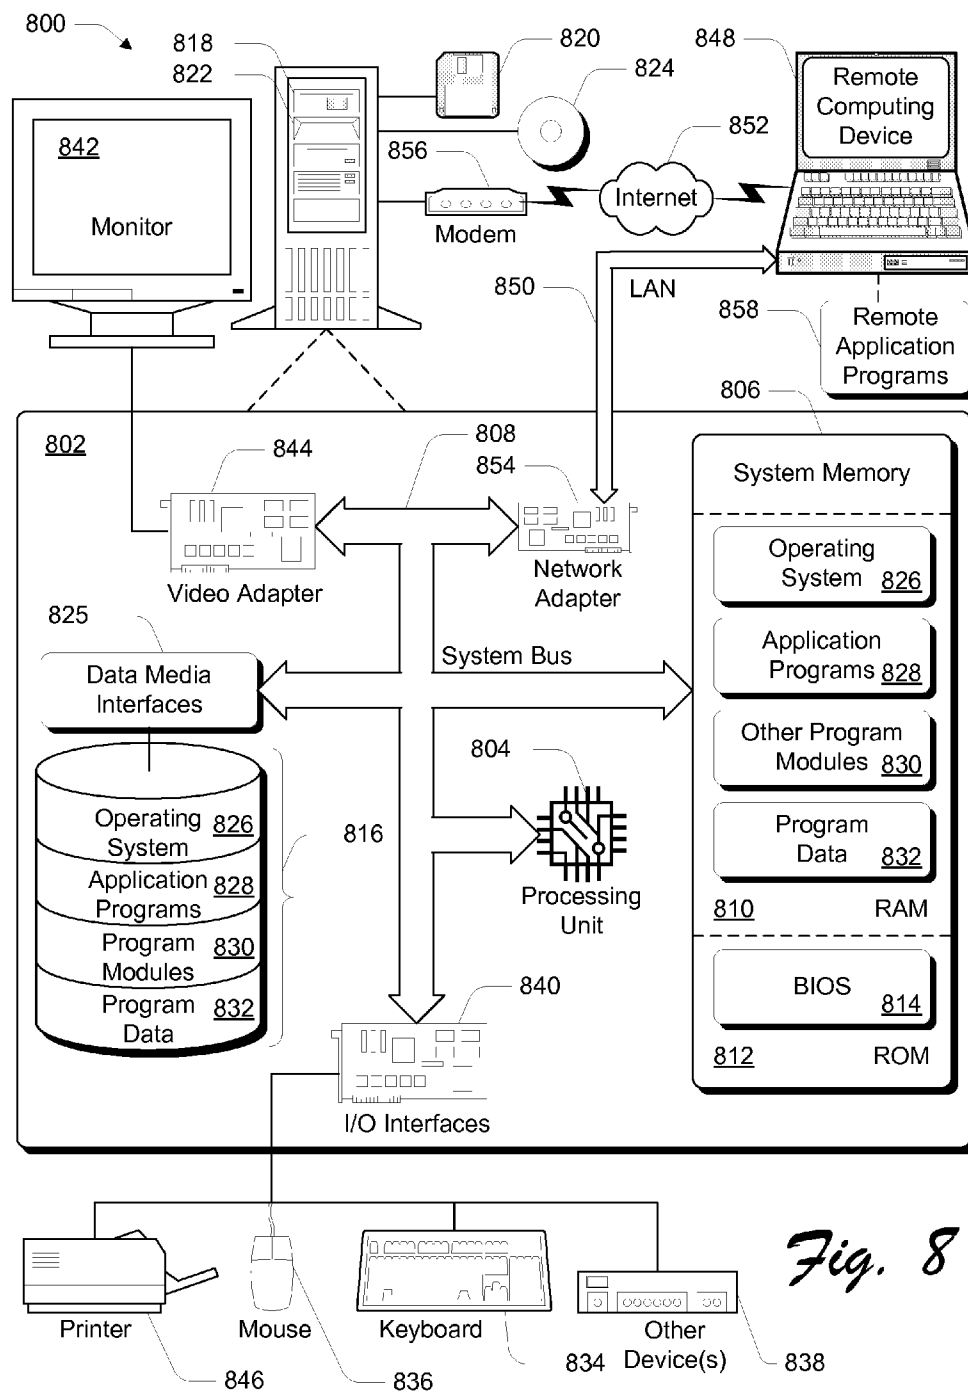 800
818
822
820
824
848
Remote
Computing
Device
842
Monitor
856
852
Internet
Modem
850
LAN
858
Remote
Application
Programs
806
802
844
808
854
System Memory
Video Adapter
Network
Adapter
Operating
System 826
825
Data Media
Interfaces
System Bus
Application
Programs 828
804
Other Program
Modules 830
Operating
System 826
816
Program
Data 832
Application
Programs 828
Processing
Unit
810 RAM
Program
Modules 830
Program
Data 832
840
BIOS
814
812 ROM
I/O Interfaces
Fig. 8
Printer
Mouse
Keyboard
Other
Device(s)
846
836
834
838